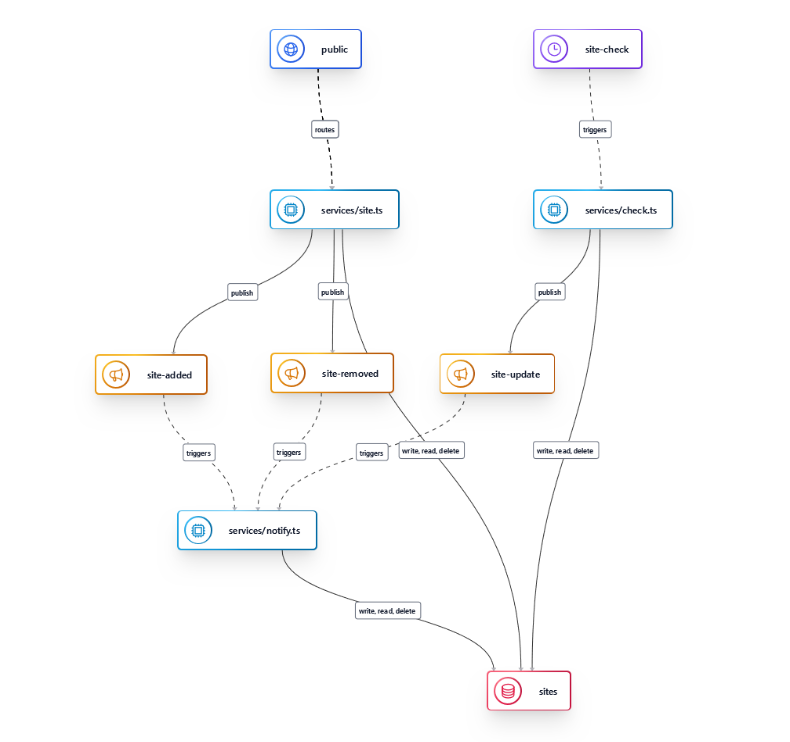 public
site-check
routes
triggers
services/site.ts
services/check.ts
publish
publish
publish
site-added
site-removed
site-update
triggers
triggers
triggers
write, read, delete
write, read, delete
services/notify.ts
write, read, delete
sites